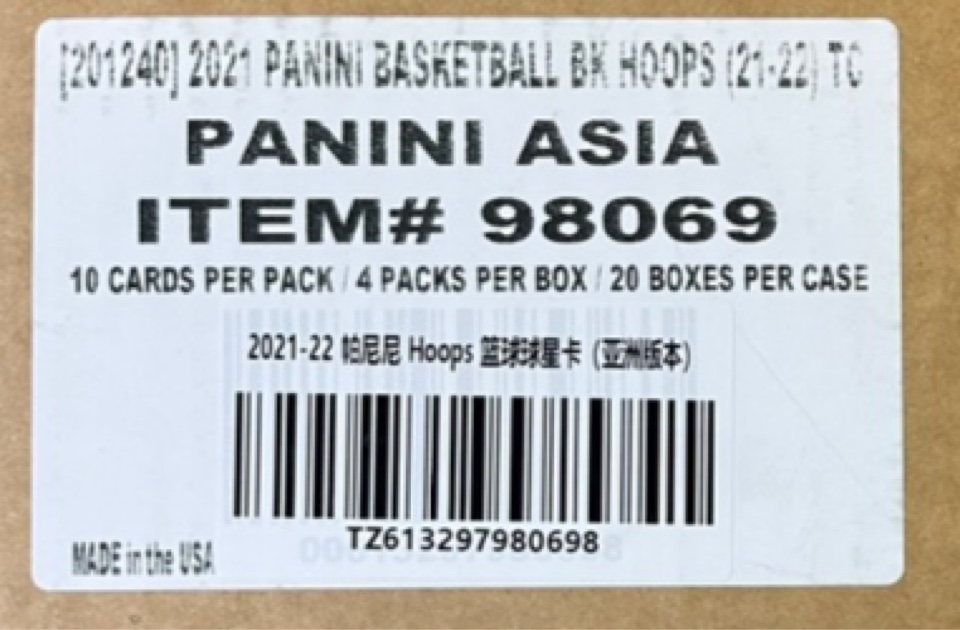 [201240] 2021 PANINI BASKETBALL BK HOOPS (21-22) TC
PANINI ASIA
ITEM# 98069
10 CARDS PER PACK / 4 PACKS PER BOX / 20 BOXES PER CASE
2021-22 帕尼尼 Hoops 篮球球星卡 (亚洲版本)
TZ613297980698
MADE in the USA